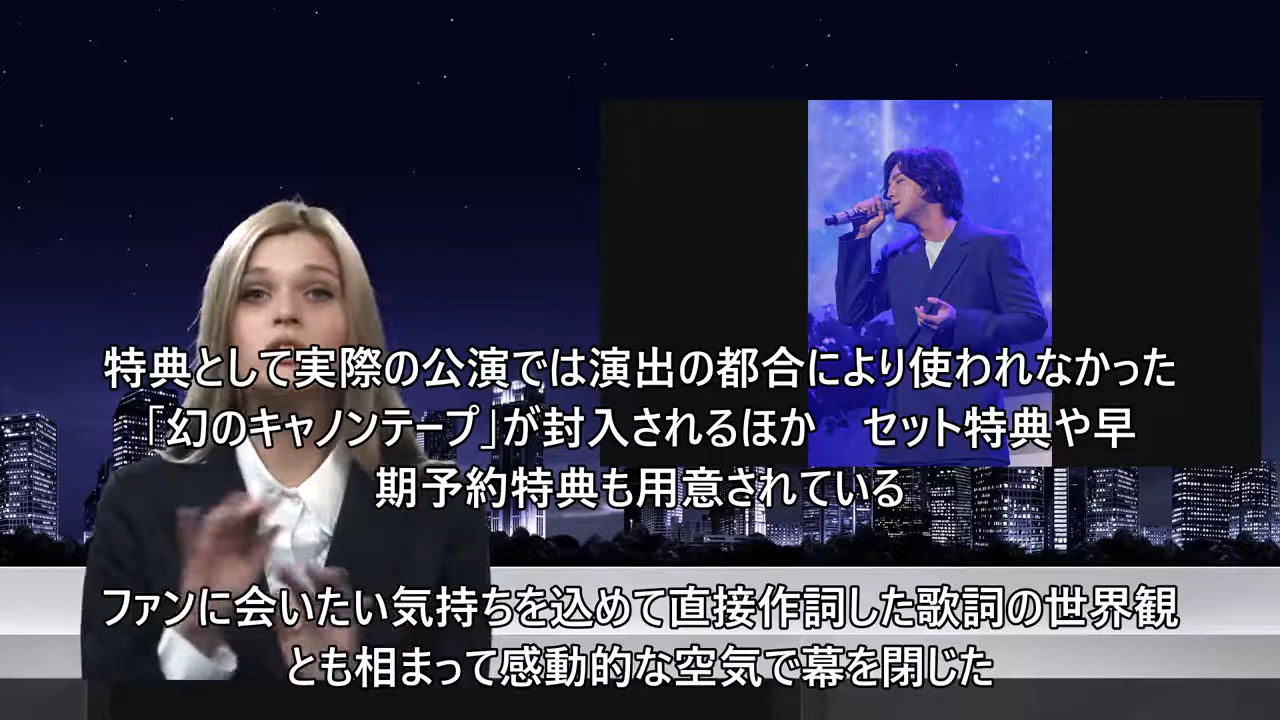 特典として実際の公演では演出の都合により使われなかった
「幻のキャノンテープ」が封入されるほか　セット特典や早
期予約特典も用意されている
ファンに会いたい気持ちを込めて直接作詞した歌詞の世界観
とも相まって感動的な空気で幕を閉じた